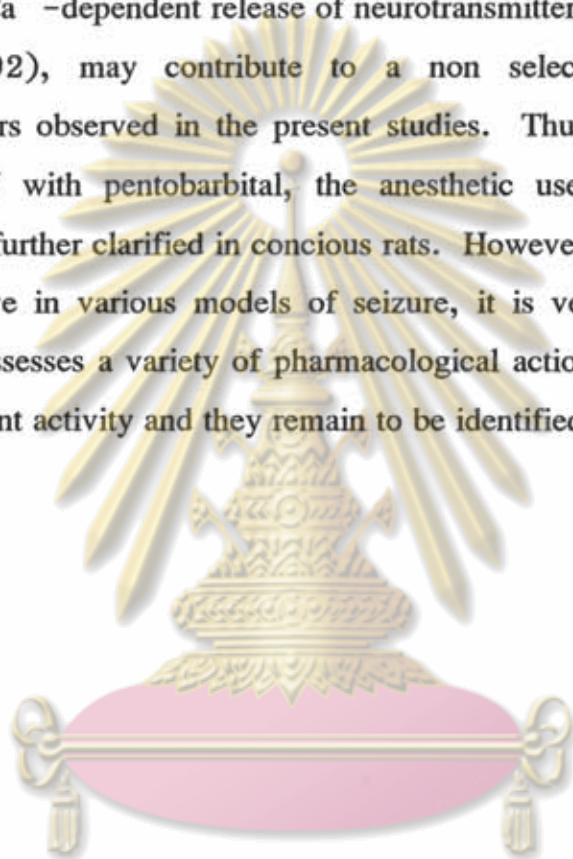 a -dependent release of neurotransmitter
02), may contribute to a non selec
rs observed in the present studies. Thu
with pentobarbital, the anesthetic use
further clarified in concious rats. However
e in various models of seizure, it is ve
ssesses a variety of pharmacological actio
nt activity and they remain to be identified